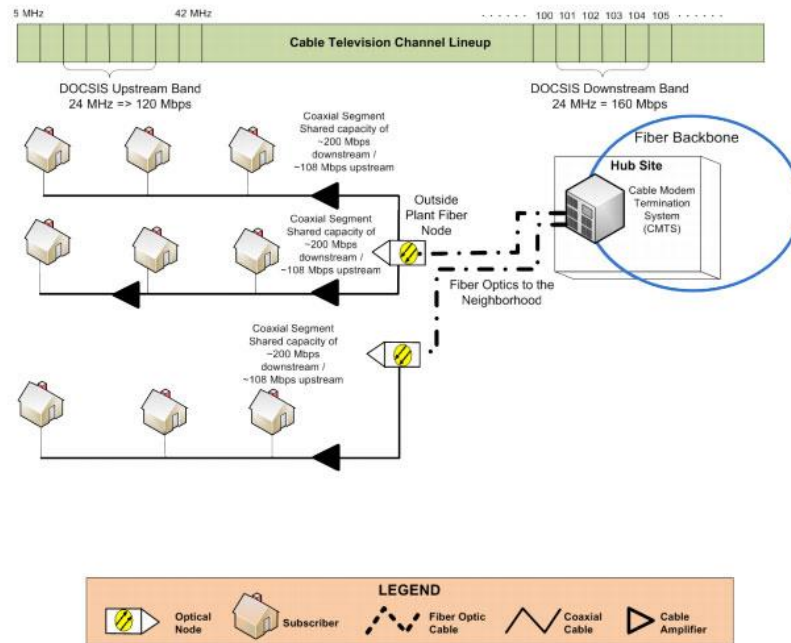 5 MHz 42 MHz . . . . . . 100 101 102 103 104 105 . . . . . .
Cable Television Channel Lineup
DOCSIS Upstream Band
24 MHz => 120 Mbps
DOCSIS Downstream Band
24 MHz = 160 Mbps
Coaxial Segment
Shared capacity of
~200 Mbps
downstream /
~108 Mbps upstream
Fiber Backbone
Hub Site
Cable Modem
Termination
System
(CMTS)
Outside
Plant Fiber
Node
Coaxial Segment
Shared capacity of
~200 Mbps
downstream /
~108 Mbps upstream
Fiber Optics to the
Neighborhood
Coaxial Segment
Shared capacity of
~200 Mbps
downstream /
~108 Mbps upstream
LEGEND
Optical
Node
Subscriber
Fiber Optic
Cable
Coaxial
Cable
Cable
Amplifier